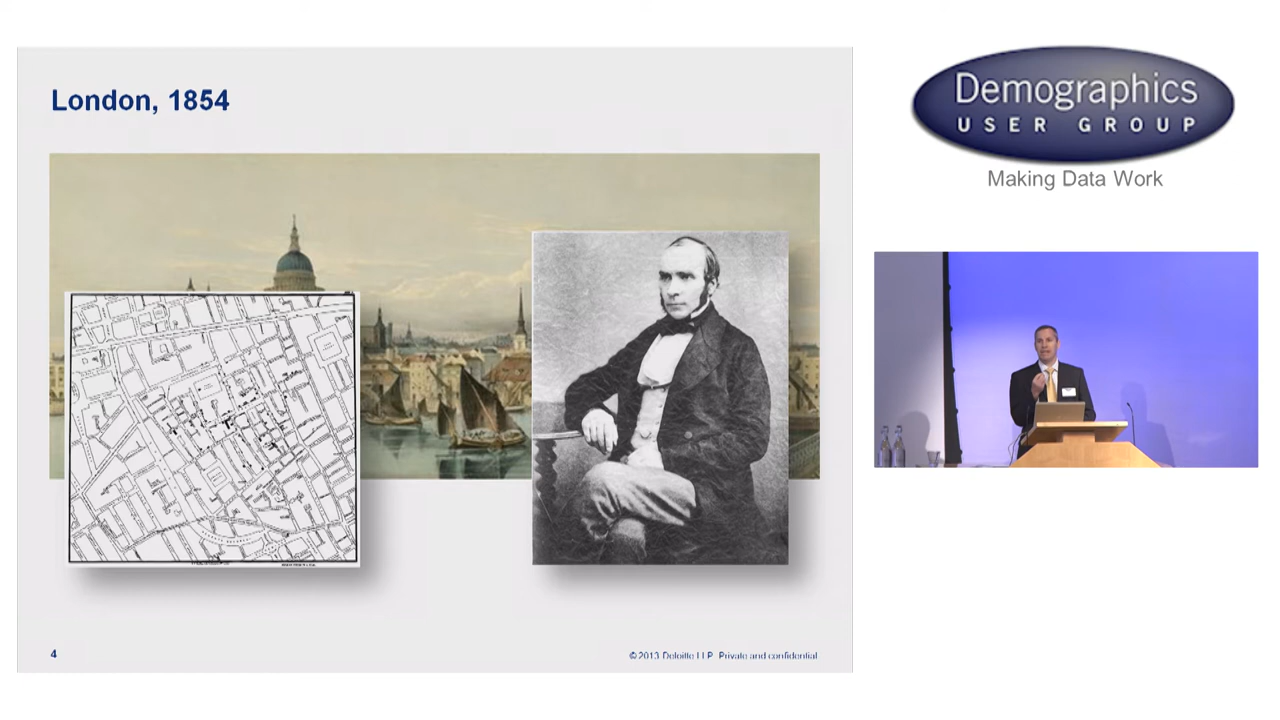 London, 1854
4
© 2013 Deloitte LLP. Private and confidential
Demographics
USER GROUP
Making Data Work